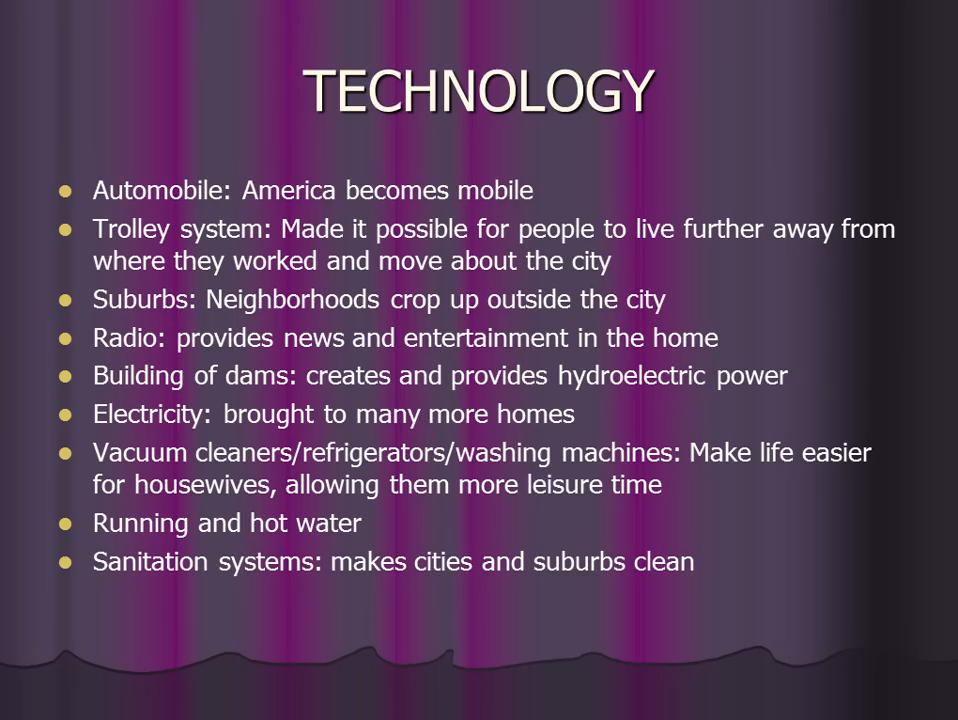 TECHNOLOGY
● Automobile: America becomes mobile
● Trolley system: Made it possible for people to live further away from
where they worked and move about the city
● Suburbs: Neighborhoods crop up outside the city
● Radio: provides news and entertainment in the home
● Building of dams: creates and provides hydroelectric power
● Electricity: brought to many more homes
● Vacuum cleaners/refrigerators/washing machines: Make life easier
for housewives, allowing them more leisure time
● Running and hot water
● Sanitation systems: makes cities and suburbs clean